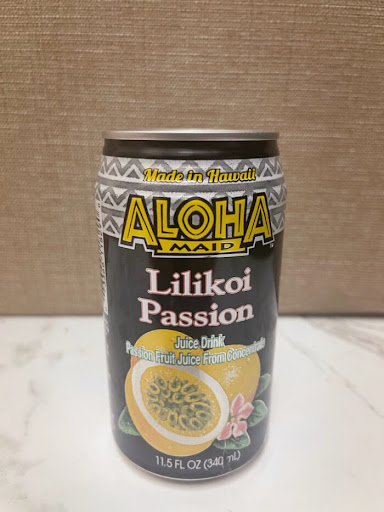 Made in Hawaii
ALOHA
MAID
Lilikoi
Passion
Juice Drink
Passion Fruit Juice From Concentrate
11.5 FL OZ (340 mL)